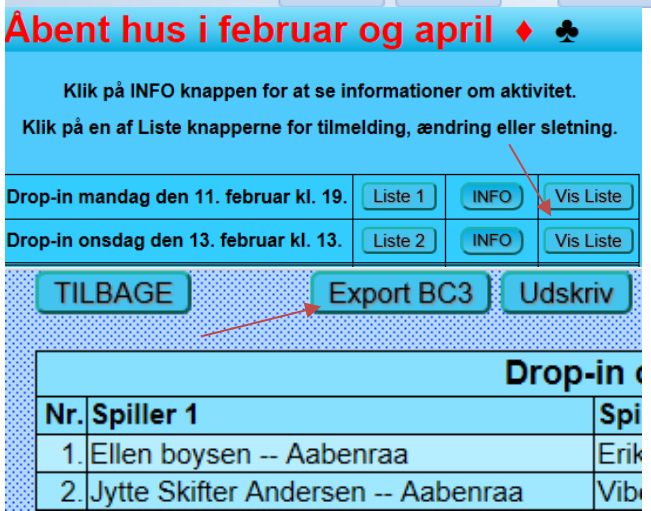 Åbent hus i februar og april ♦ ♣
Klik på INFO knappen for at se informationer om aktivitet.
Klik på en af Liste knapperne for tilmelding, ændring eller sletning.
Drop-in mandag den 11. februar kl. 19. Liste 1 INFO Vis Liste
Drop-in onsdag den 13. februar kl. 13. Liste 2 INFO Vis Liste
TILBAGE Export BC3 Udskriv
Drop-in
Nr. Spiller 1 Spi
1. Ellen boysen -- Aabenraa Erik
2. Jytte Skifter Andersen -- Aabenraa Vib